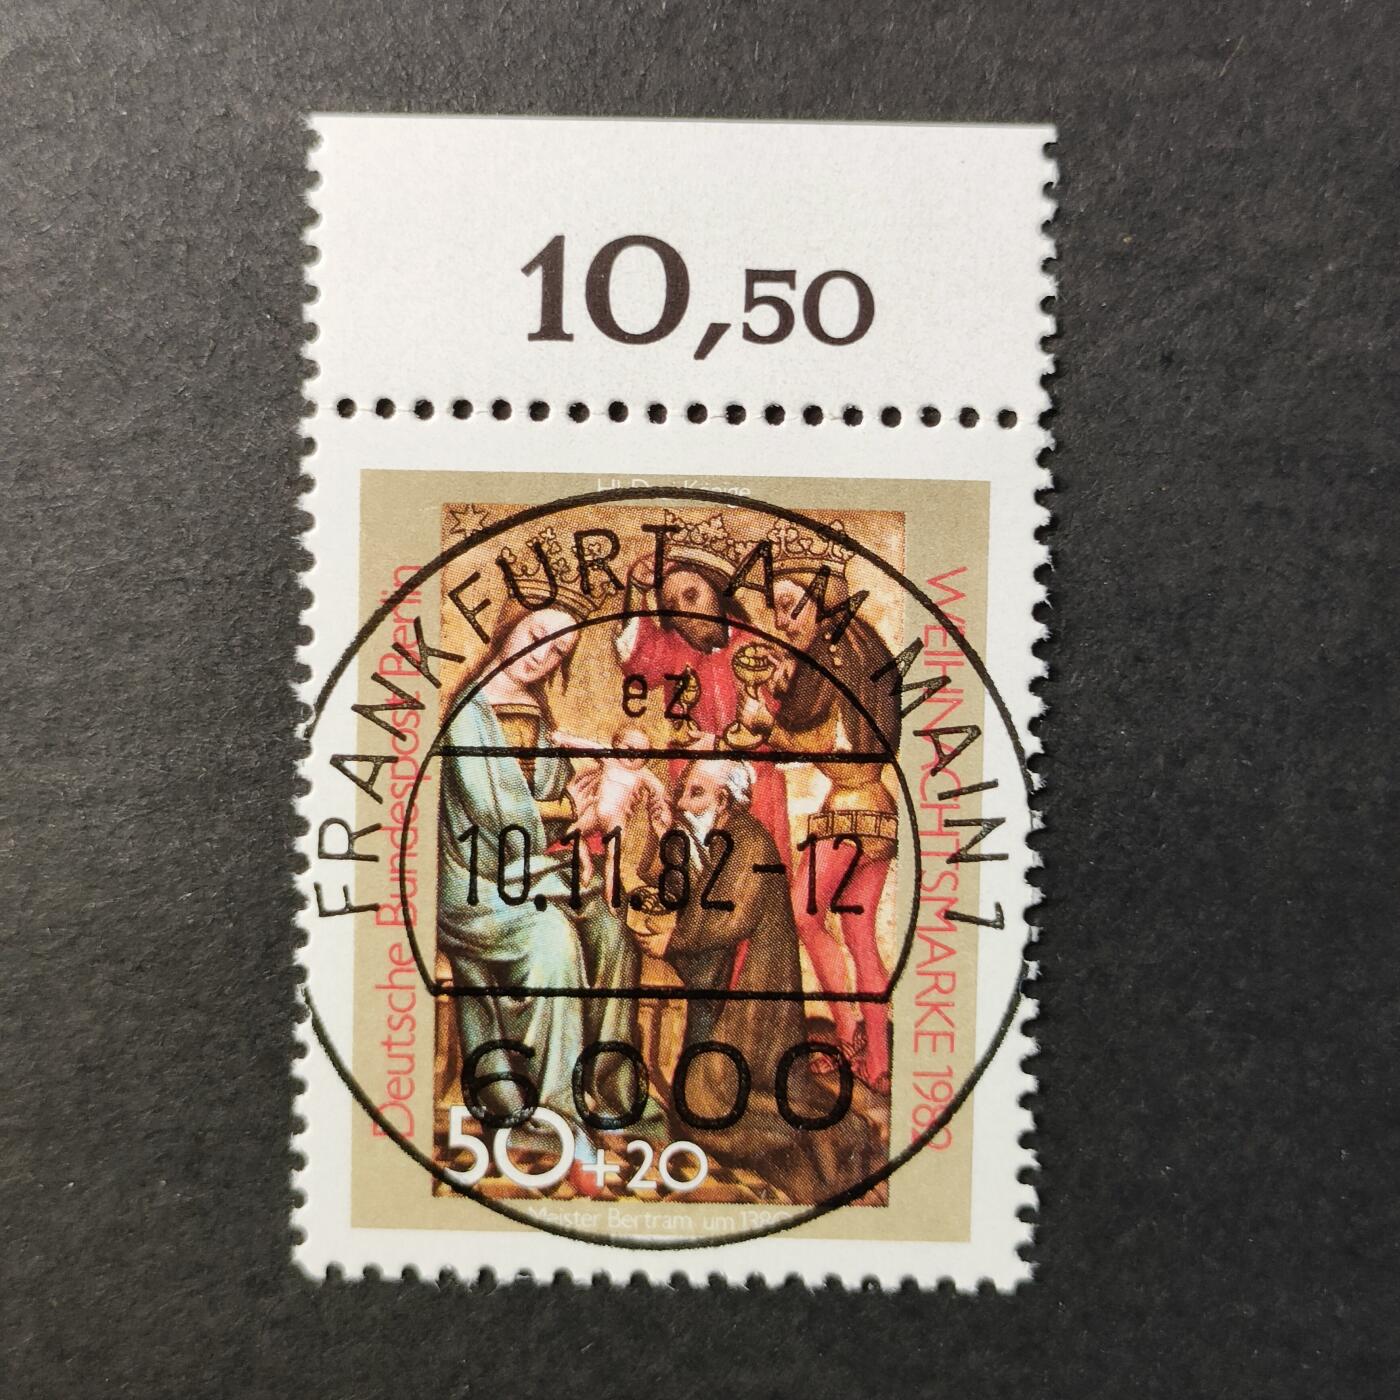 10,50
Hl. Drei Könige
FRANKFURT AM MAIN 1
Deutsche Bundespost Berlin
WEIHNACHTSMARKE 1982
ez
10.11.82-12
6000
50+20
Meister Bertram um 1380